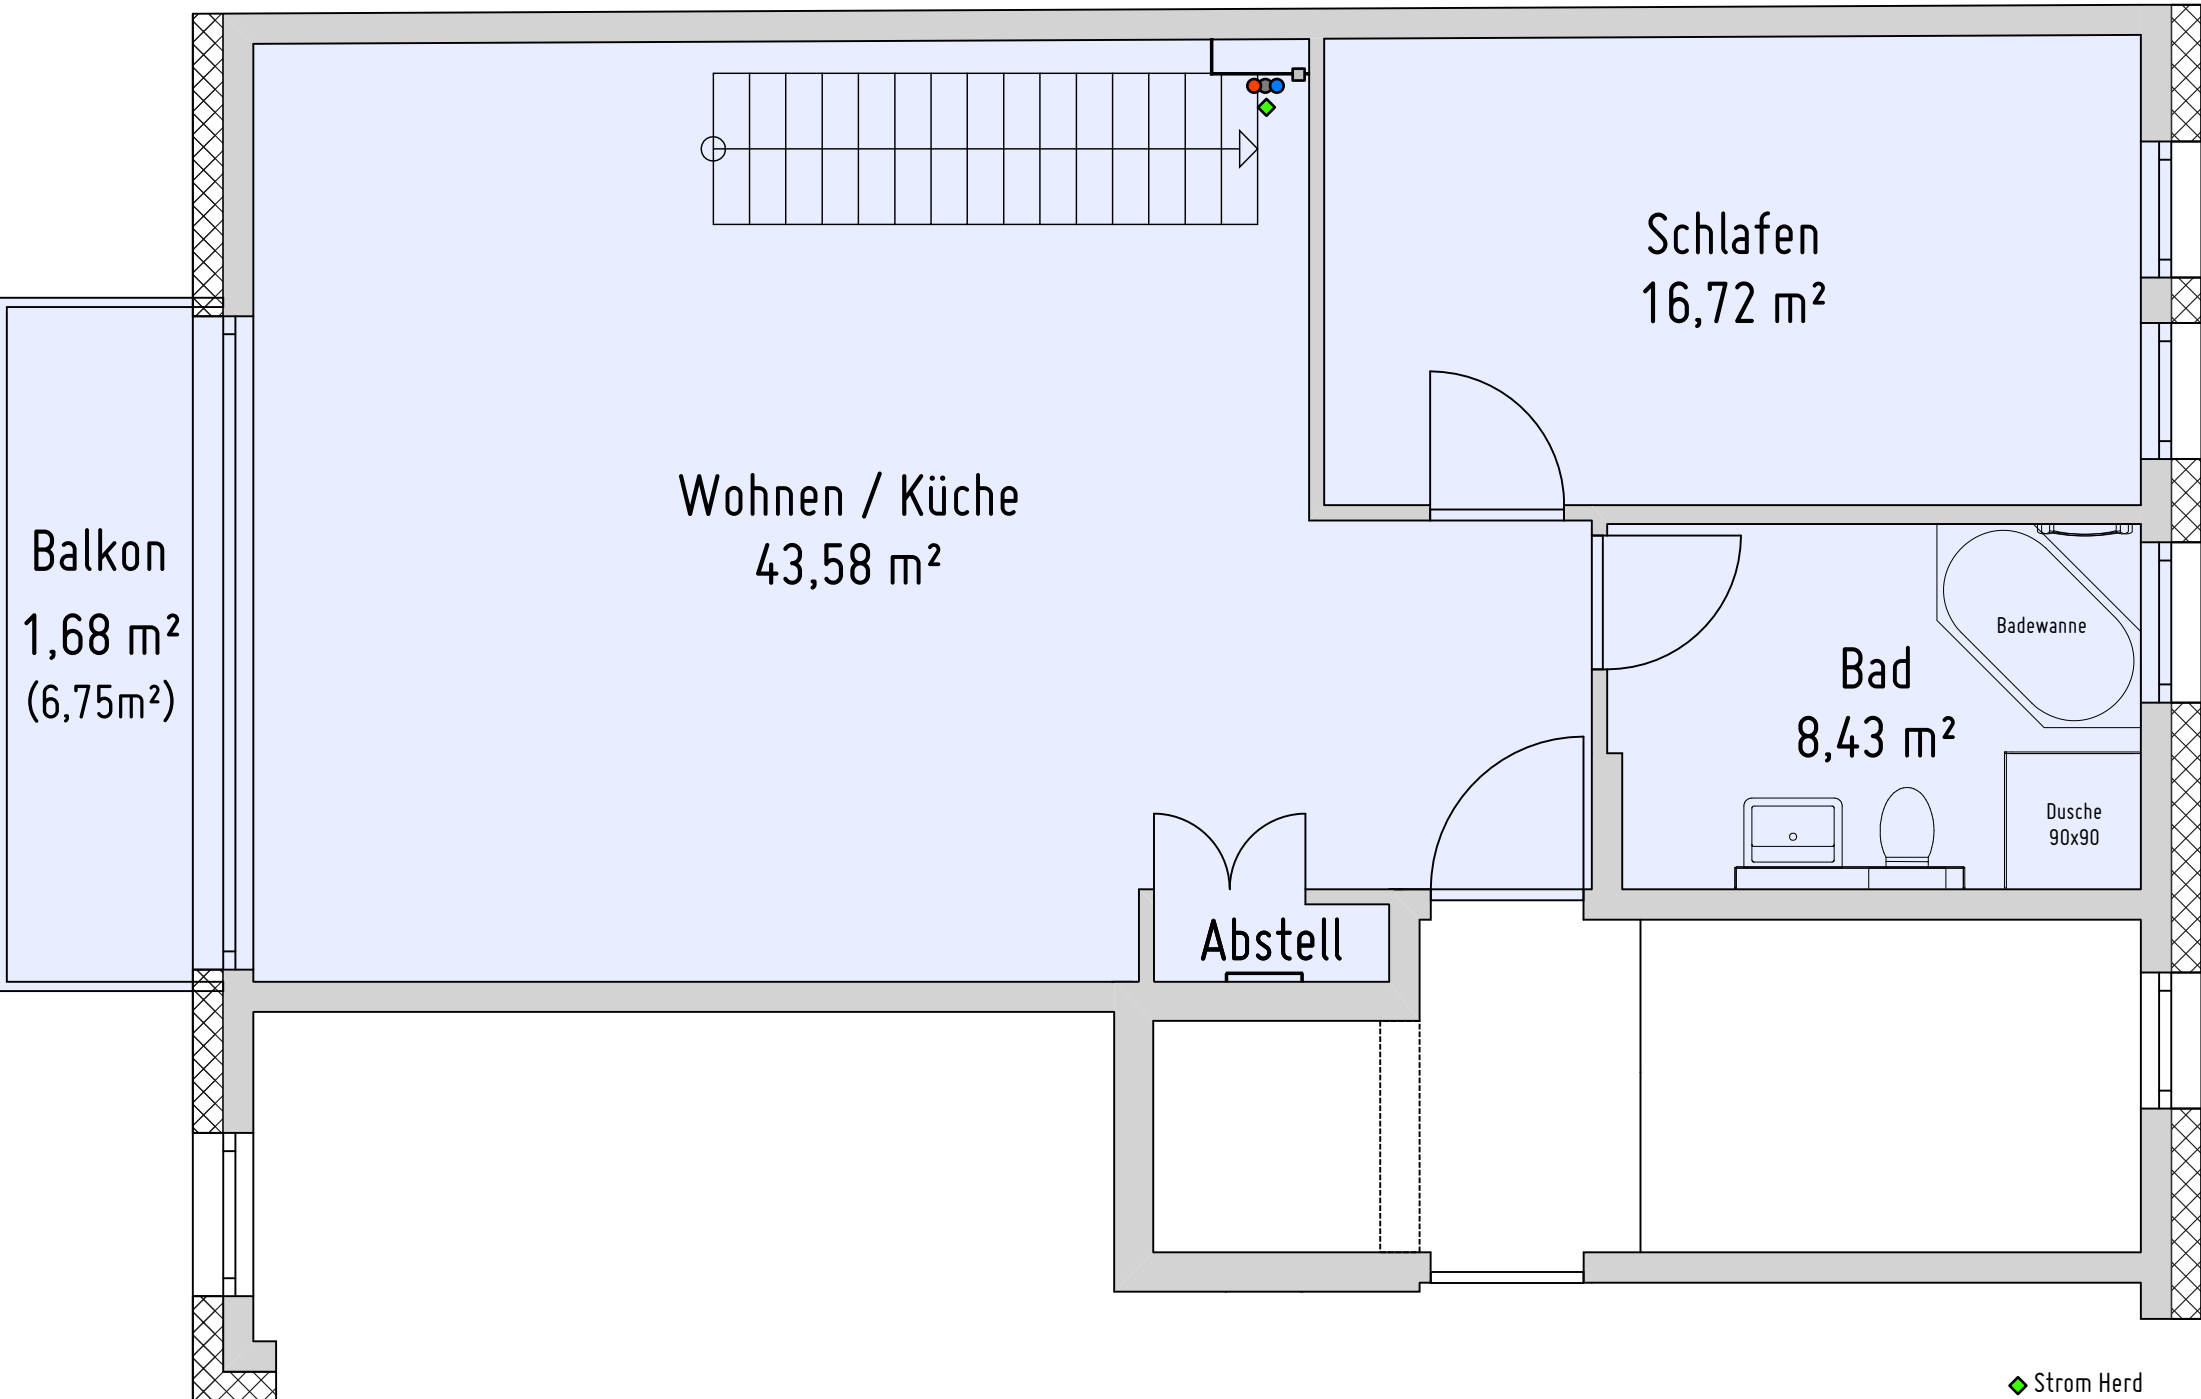 Schlafen
16,72 m²
Wohnen / Küche
43,58 m²
Balkon
1,68 m²
(6,75m²)
Badewanne
Bad
8,43 m²
Dusche
90x90
Abstell
Strom Herd